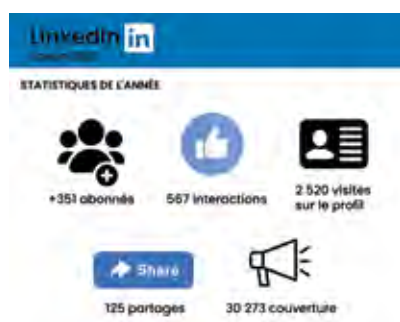 LinkedIn in
STATISTIQUES DE L'ANNÉE
+351 abonnés
567 interactions
2 520 visites
sur le profil
Share
125 partages
30 273 couverture